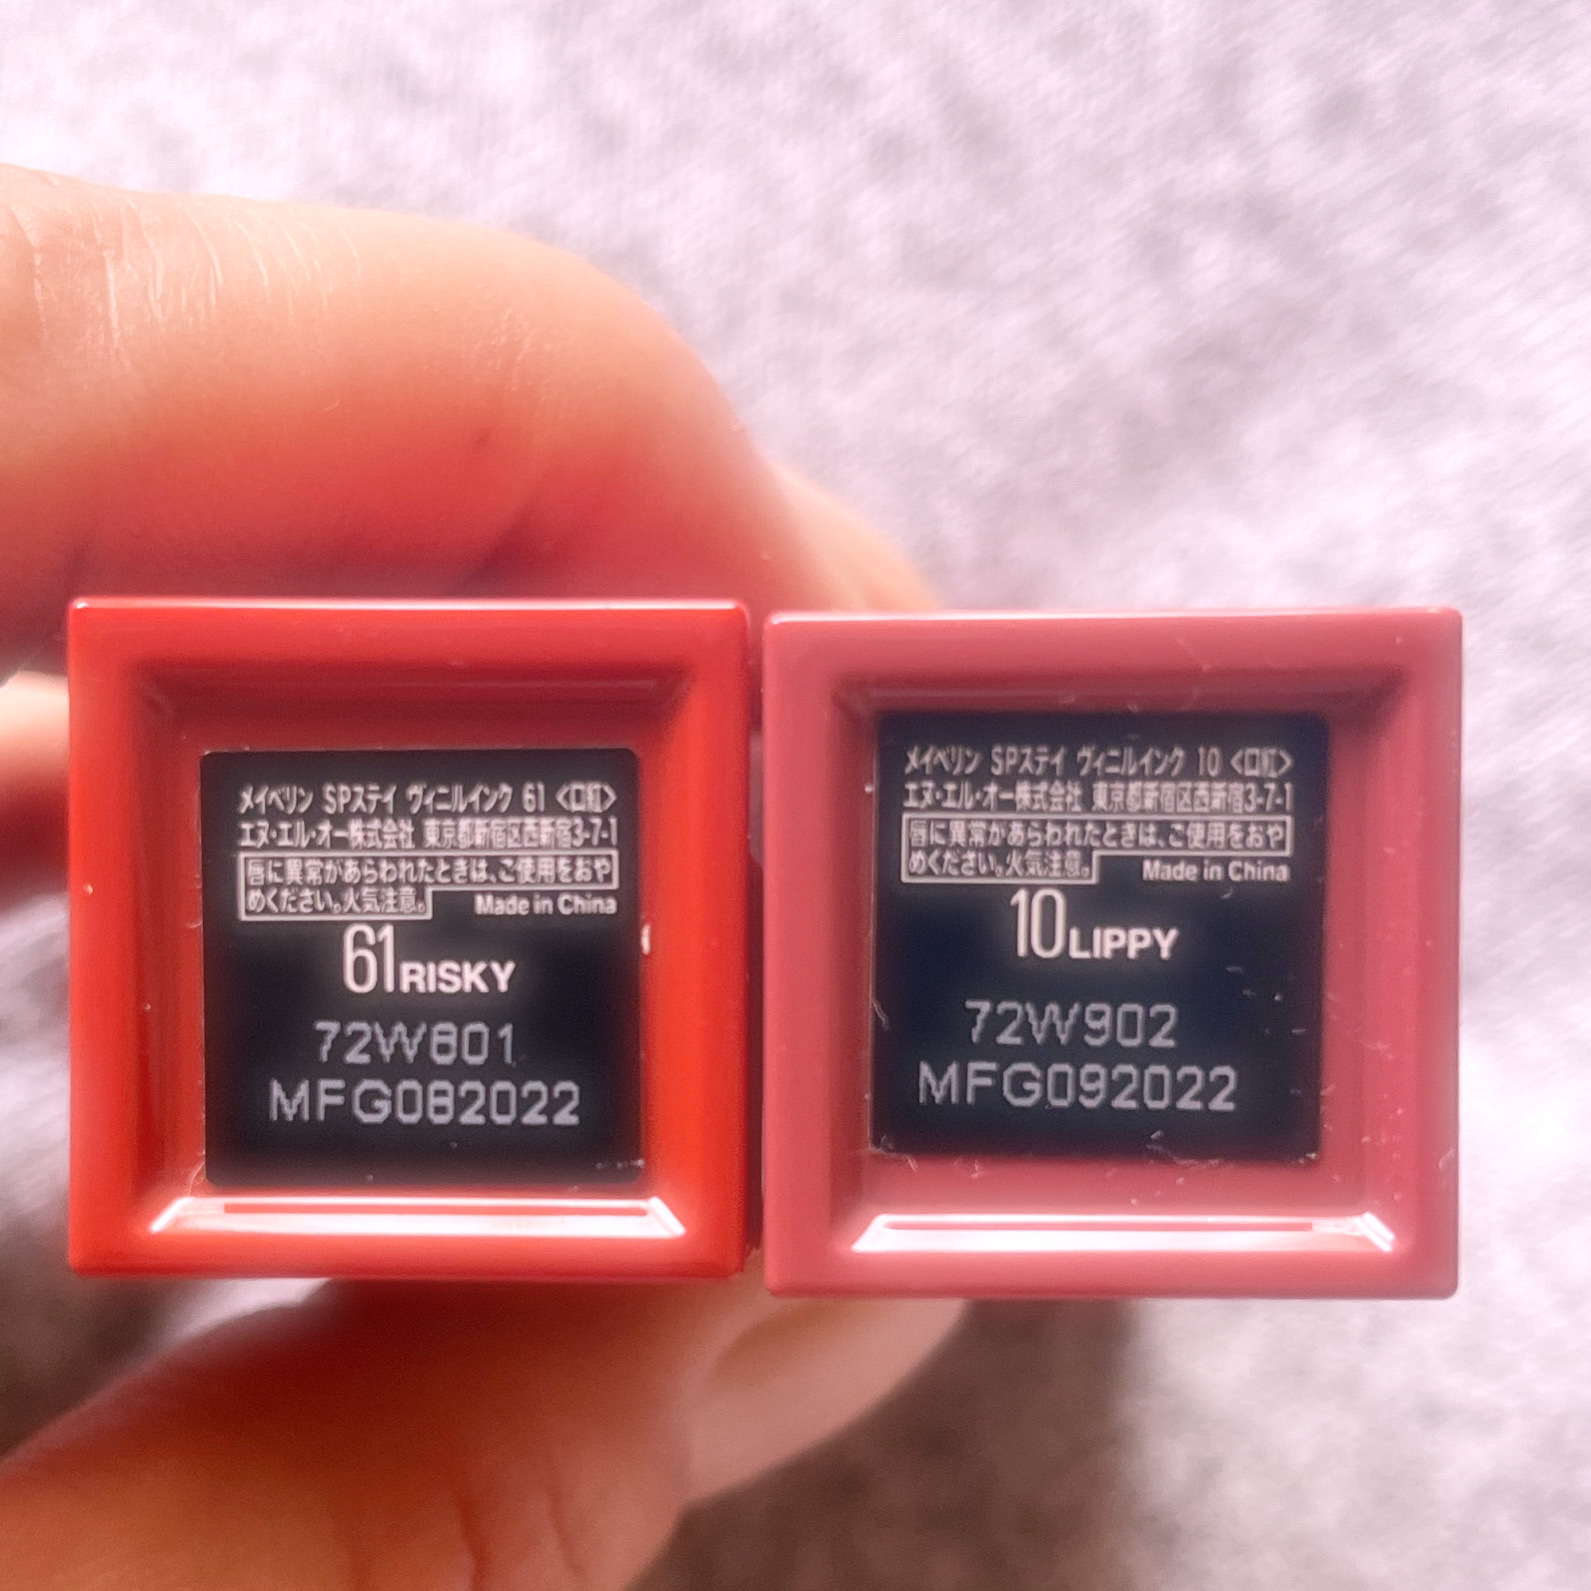 メイベリン SPステイ ヴィニルインク 61 <口紅>
エヌ・エル・オー株式会社 東京都新宿区西新宿3-7-1
唇に異常があらわれたときは、ご使用をおや
めください。火気注意。 Made in China
61 RISKY
72W801
MFG082022
メイベリン SPステイ ヴィニルインク 10 <口紅>
エヌ・エル・オー株式会社 東京都新宿区西新宿3-7-1
唇に異常があらわれたときは、ご使用をおや
めください。火気注意。 Made in China
10 LIPPY
72W902
MFG092022